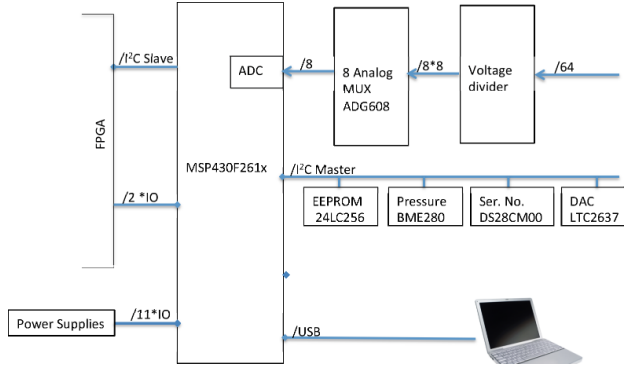 /I²C Slave
FPGA
ADC
/8
8 Analog
MUX
ADG608
/8*8
Voltage
divider
/64
MSP430F261x
/I²C Master
/2 *IO
EEPROM
24LC256
Pressure
BME280
Ser. No.
DS28CM00
DAC
LTC2637
Power Supplies
/11*IO
/USB